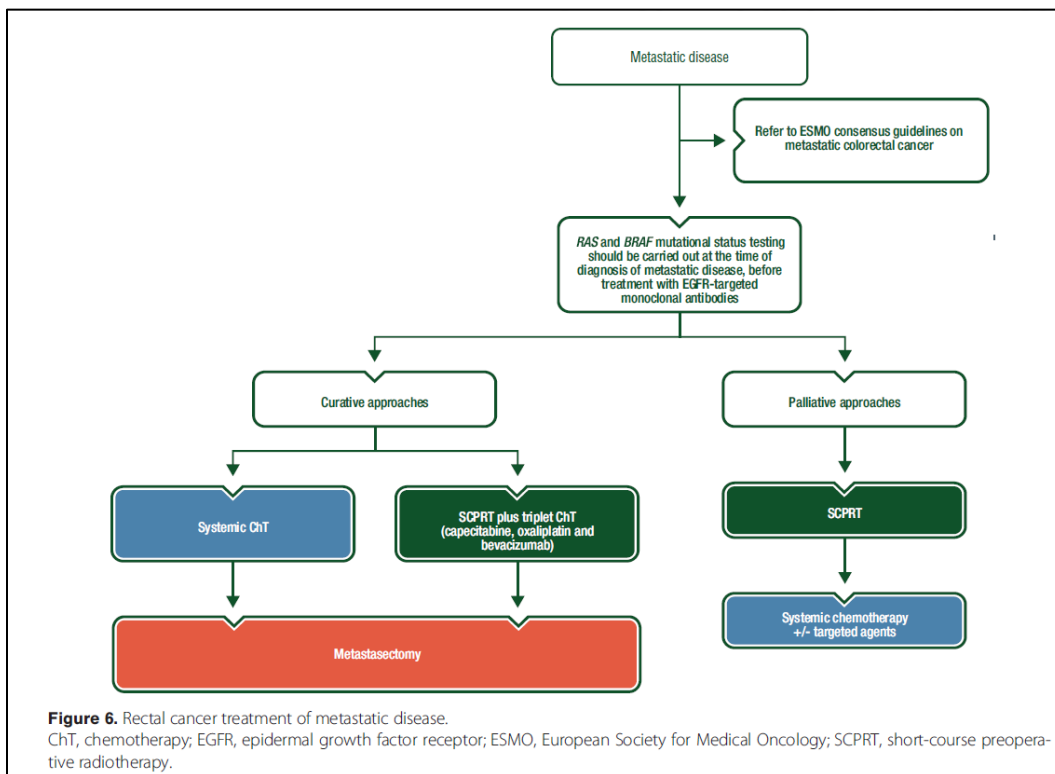 Metastatic disease
Refer to ESMO consensus guidelines on
metastatic colorectal cancer
RAS and BRAF mutational status testing
should be carried out at the time of
diagnosis of metastatic disease, before
treatment with EGFR-targeted
monoclonal antibodies
Curative approaches
Palliative approaches
Systemic ChT
SCPRT plus triplet ChT
(capecitabine, oxaliplatin and
bevacizumab)
SCPRT
Metastasectomy
Systemic chemotherapy
+/- targeted agents
Figure 6. Rectal cancer treatment of metastatic disease.
ChT, chemotherapy; EGFR, epidermal growth factor receptor; ESMO, European Society for Medical Oncology; SCPRT, short-course preopera-
tive radiotherapy.